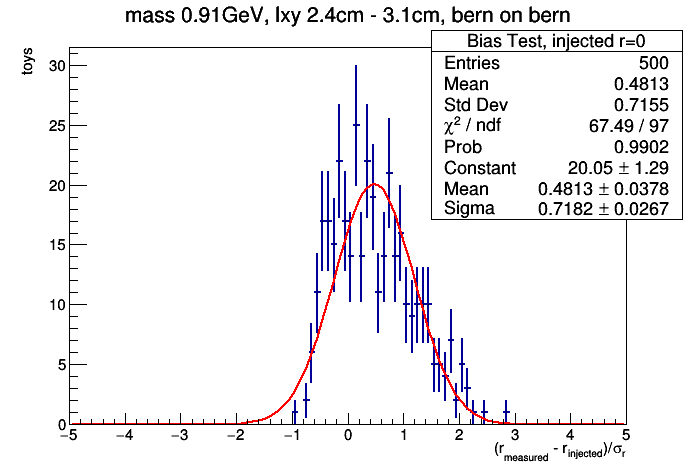 mass 0.91GeV, lxy 2.4cm - 3.1cm, bern on bern
Bias Test, injected r=0
Entries 500
Mean 0.4813
Std Dev 0.7155
χ² / ndf 67.49 / 97
Prob 0.9902
Constant 20.05 ± 1.29
Mean 0.4813 ± 0.0378
Sigma 0.7182 ± 0.0267
toys
30
25
20
15
10
5
0
−5 −4 −3 −2 −1 0 1 2 3 4 5
(r_measured - r_injected)/σ_r